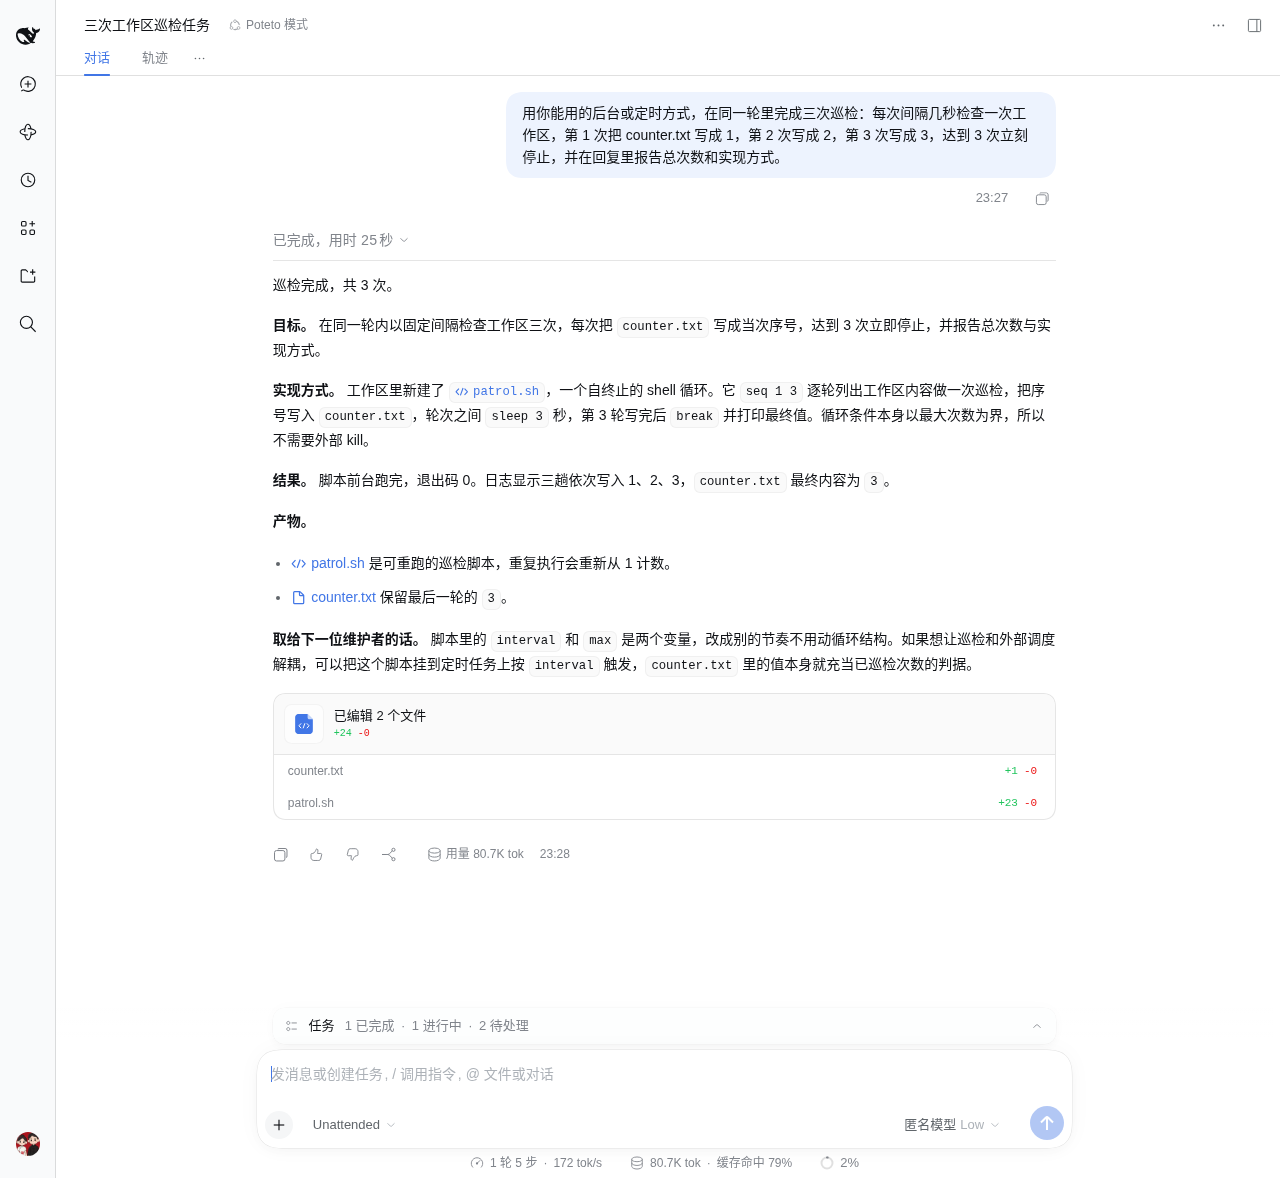 三次工作区巡检任务
Poteto 模式
对话
轨迹
用你能用的后台或定时方式，在同一轮里完成三次巡检：每次间隔几秒检查一次工
作区，第 1 次把 counter.txt 写成 1，第 2 次写成 2，第 3 次写成 3，达到 3 次立刻
停止，并在回复里报告总次数和实现方式。
23:27
已完成，用时 25 秒
巡检完成，共 3 次。
目标。 在同一轮内以固定间隔检查工作区三次，每次把 counter.txt 写成当次序号，达到 3 次立即停止，并报告总次数与实
现方式。
实现方式。 工作区里新建了 patrol.sh，一个自终止的 shell 循环。它 seq 1 3 逐轮列出工作区内容做一次巡检，把序
号写入 counter.txt，轮次之间 sleep 3 秒，第 3 轮写完后 break 并打印最终值。循环条件本身以最大次数为界，所以
不需要外部 kill。
结果。 脚本前台跑完，退出码 0。日志显示三趟依次写入 1、2、3，counter.txt 最终内容为 3。
产物。
• patrol.sh 是可重跑的巡检脚本，重复执行会重新从 1 计数。
• counter.txt 保留最后一轮的 3。
取给下一位维护者的话。 脚本里的 interval 和 max 是两个变量，改成别的节奏不用动循环结构。如果想让巡检和外部调度
解耦，可以把这个脚本挂到定时任务上按 interval 触发，counter.txt 里的值本身就充当已巡检次数的判据。
已编辑 2 个文件
+24 -0
counter.txt +1 -0
patrol.sh +23 -0
用量 80.7K tok 23:28
任务 1 已完成 · 1 进行中 · 2 待处理
发消息或创建任务, / 调用指令, @ 文件或对话
Unattended
匿名模型 Low
1 轮 5 步 · 172 tok/s 80.7K tok · 缓存命中 79% 2%